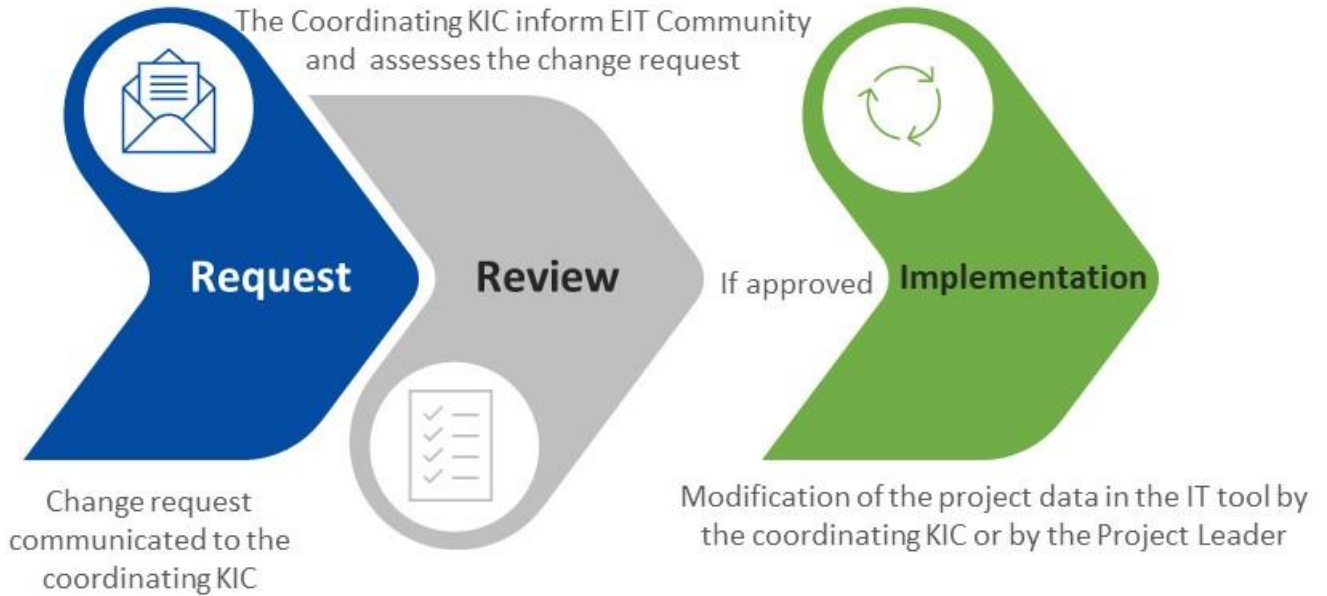 The Coordinating KIC inform EIT Community
and assesses the change request
Request
Review
If approved
Implementation
Change request
communicated to the
coordinating KIC
Modification of the project data in the IT tool by
the coordinating KIC or by the Project Leader